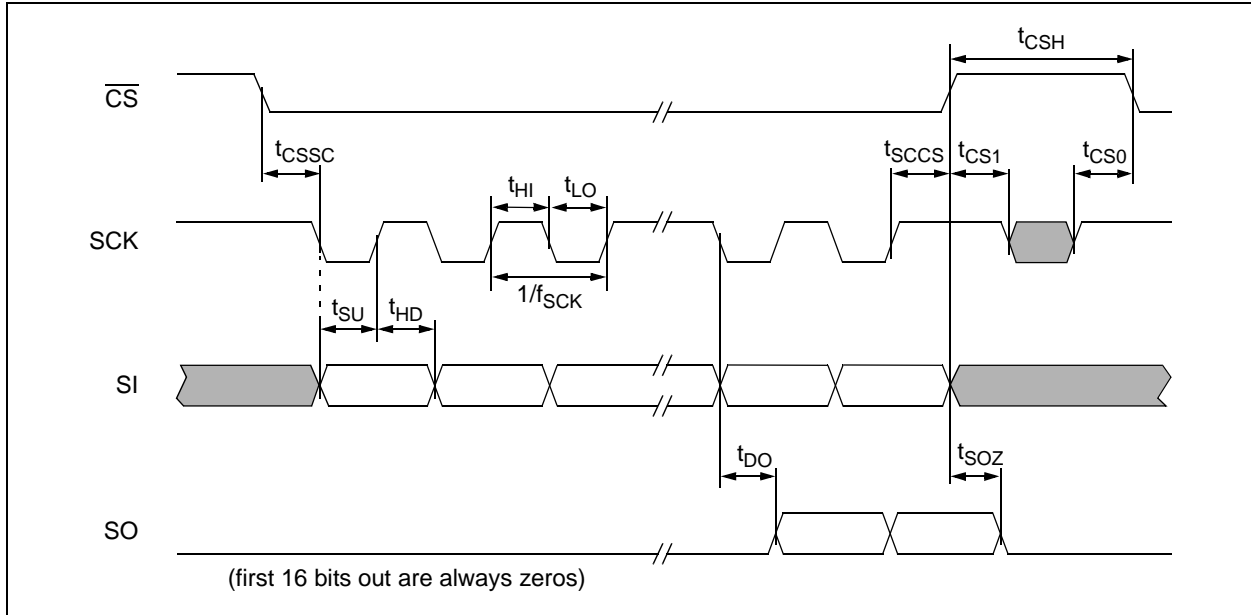 tCSH
CS
tCSSC
tSCCS
tCS1
tCS0
tHI
tLO
SCK
1/fSCK
tSU
tHD
SI
tDO
tSOZ
SO
(first 16 bits out are always zeros)